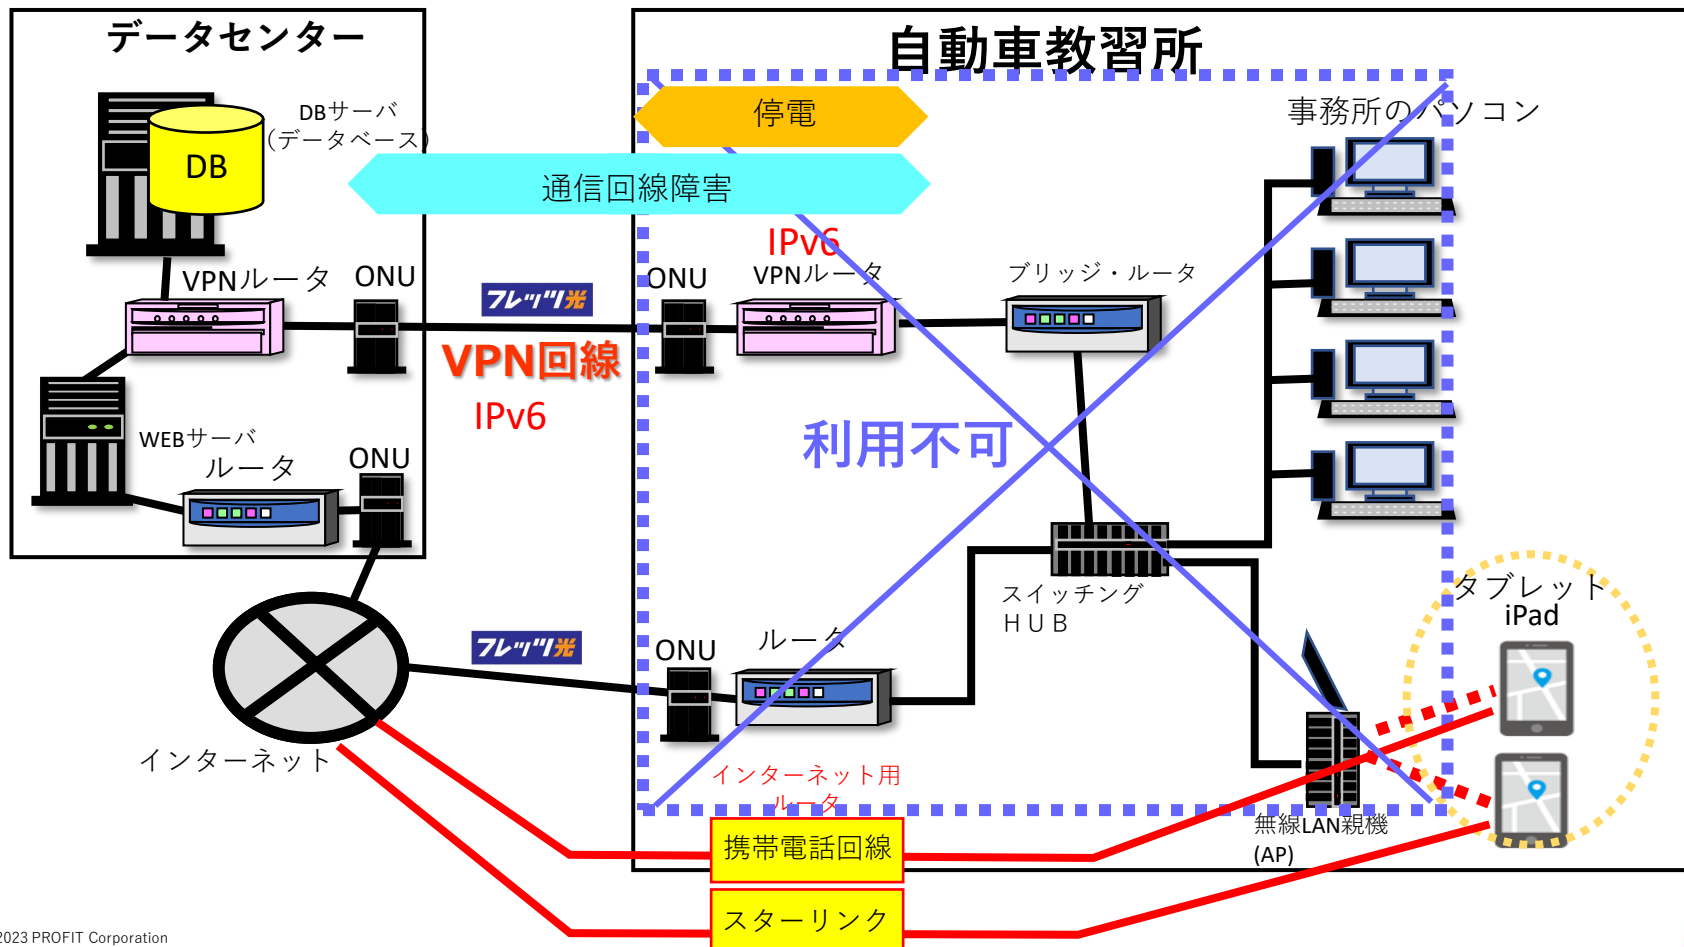 データセンター
自動車教習所
停電
事務所のパソコン
DBサーバ
(データベース)
DB
通信回線障害
IPv6
VPNルータ
ONU
フレッツ光
ONU
VPNルータ
ブリッジ・ルータ
VPN回線
IPv6
利用不可
WEBサーバ
ルータ
ONU
スイッチング
HUB
タブレット
iPad
フレッツ光
ONU
ルータ
インターネット
インターネット用
ルータ
無線LAN親機
(AP)
携帯電話回線
スターリンク
2023 PROFIT Corporation